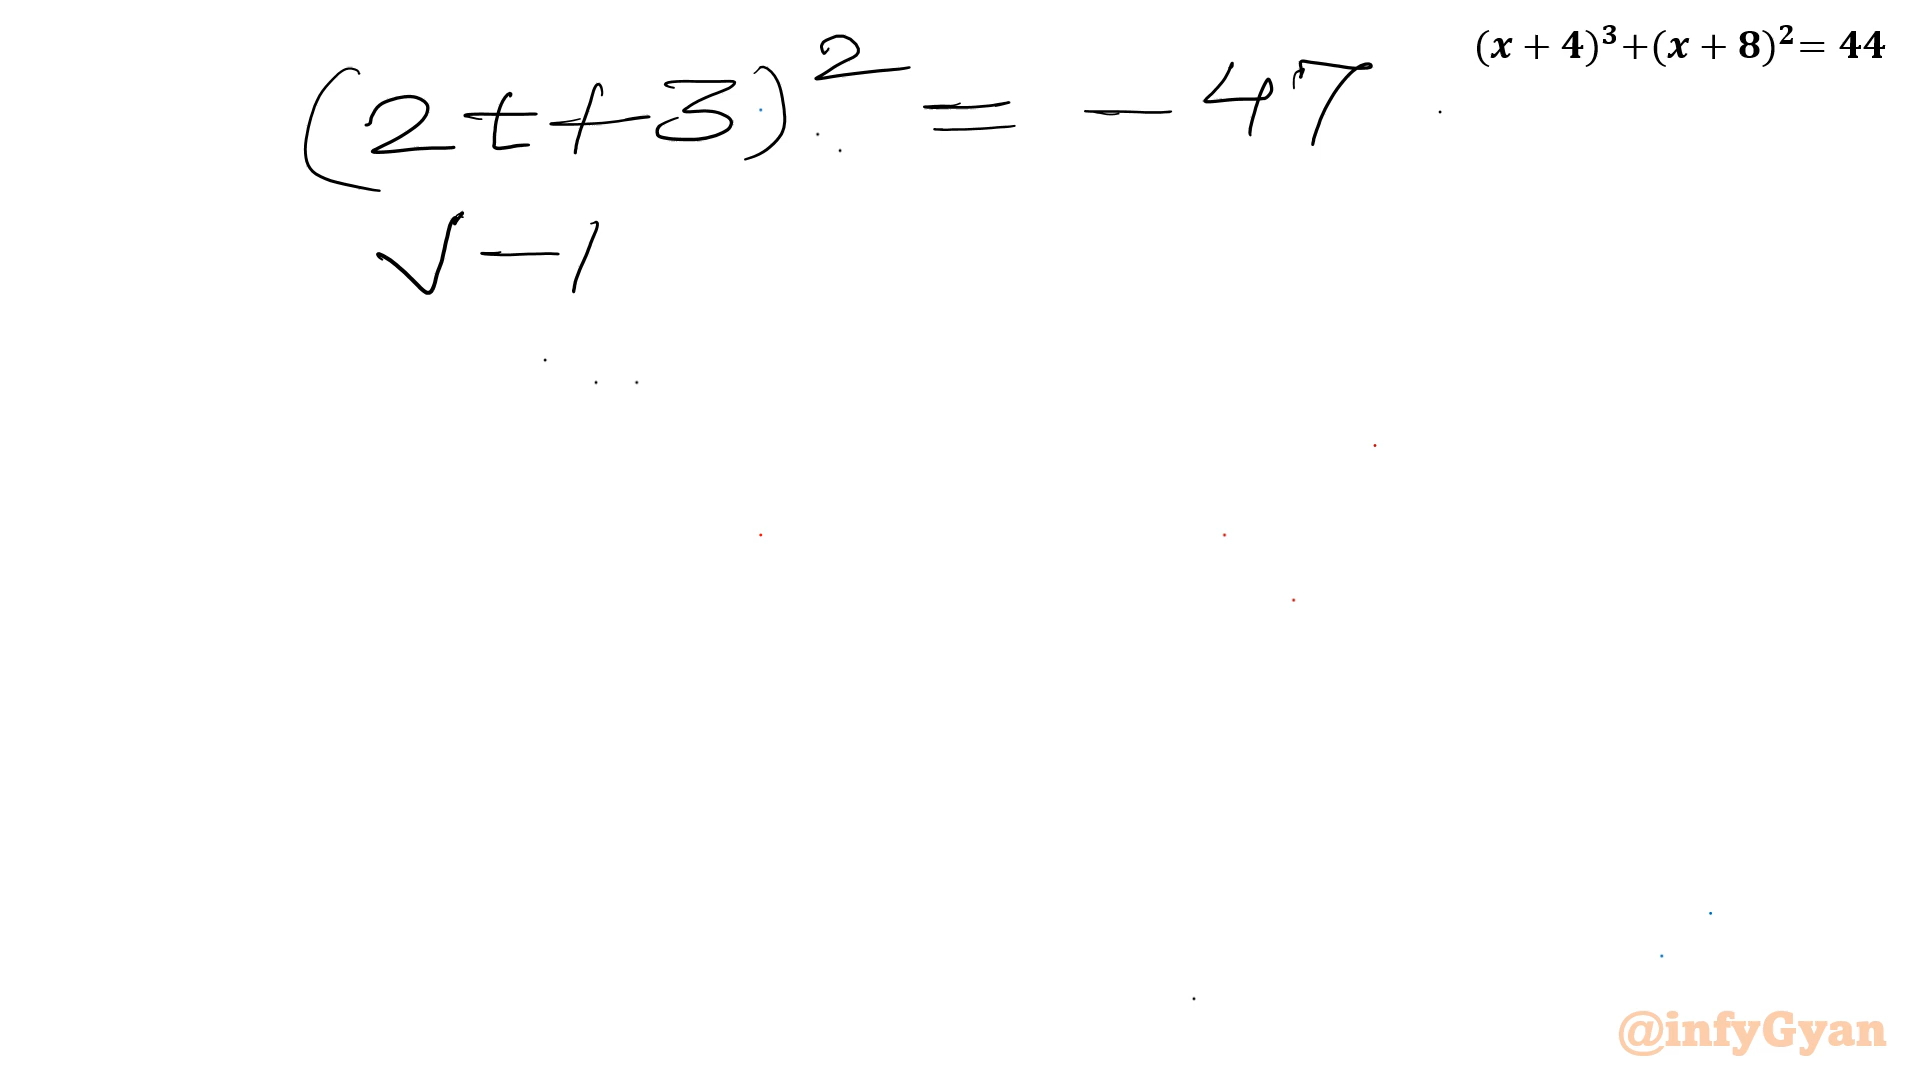 (x + 4)³+(x + 8)²= 44
(2t+3)² = -47
√-1
@infyGyan